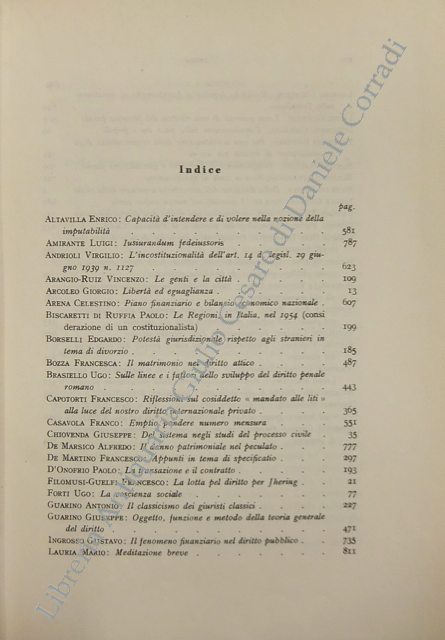 Indice
pag.
ALTAVILLA ENRICO: Capacità d'intendere e di volere nella nozione della
imputabilità . . . . . . . . . 581
AMIRANTE LUIGI: Iusiurandum fedeiussoris . . . . . 787
ANDRIOLI VIRGILIO: L'incostituzionalità dell'art. 14 d. legisl. 29 giu-
gno 1939 n. 1127 . . . . . . . . 623
ARANGIO-RUIZ VINCENZO: Le genti e la città . . . . . 109
ARCOLEO GIORGIO: Libertà ed eguaglianza . . . . . 13
ARENA CELESTINO: Piano finanziario e bilancio economico nazionale . 607
BISCARETTI DI RUFFIA PAOLO: Le Regioni, in Italia, nel 1954 (consi
derazione di un costituzionalista) . . . . . 199
BORSELLI EDGARDO: Potestà giurisdizionale rispetto agli stranieri in
tema di divorzio . . . . . . . . 185
BOZZA FRANCESCA: Il matrimonio nel diritto attico . . . . 487
BRASIELLO UGO: Sulle linee e i fattori dello sviluppo del diritto penale
romano . . . . . . . . . 443
CAPOTORTI FRANCESCO: Riflessioni sul cosiddetto « mandato alle liti »
alla luce del nostro diritto internazionale privato . . . 365
CASAVOLA FRANCO: Emptio pondere numero mensura . . . 551
CHIOVENDA GIUSEPPE: Del sistema negli studi del processo civile . 35
DE MARSICO ALFREDO: Il danno patrimoniale nel peculato . . . 777
DE MARTINO FRANCESCO: Appunti in tema di specificatio . . . 297
D'ONOFRIO PAOLO: La transazione e il contratto . . . . 193
FILOMUSI-GUELFI FRANCESCO: La lotta pel diritto per Jhering . . 21
FORTI UGO: La coscienza sociale . . . . . . 77
GUARINO ANTONIO: Il classicismo dei giuristi classici . . . 227
GUARINO GIUSEPPE: Oggetto, funzione e metodo della teoria generale
del diritto . . . . . . . . . 471
INGROSSO GUSTAVO: Il fenomeno finanziario nel diritto pubblico . . 735
LAURIA MARIO: Meditazione breve . . . . . . 811
Libreria Antiquaria Giulio Cesare di Daniele Corradi